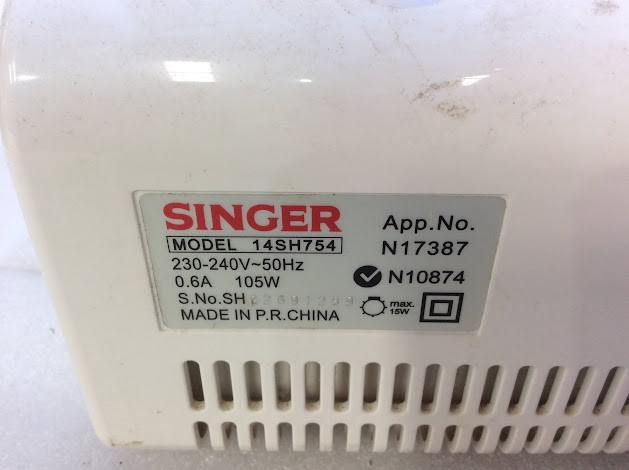 SINGER
MODEL 14SH754
230-240V~50Hz
0.6A 105W
S.No.SH
MADE IN P.R.CHINA
App.No.
N17387
N10874
max.
15W